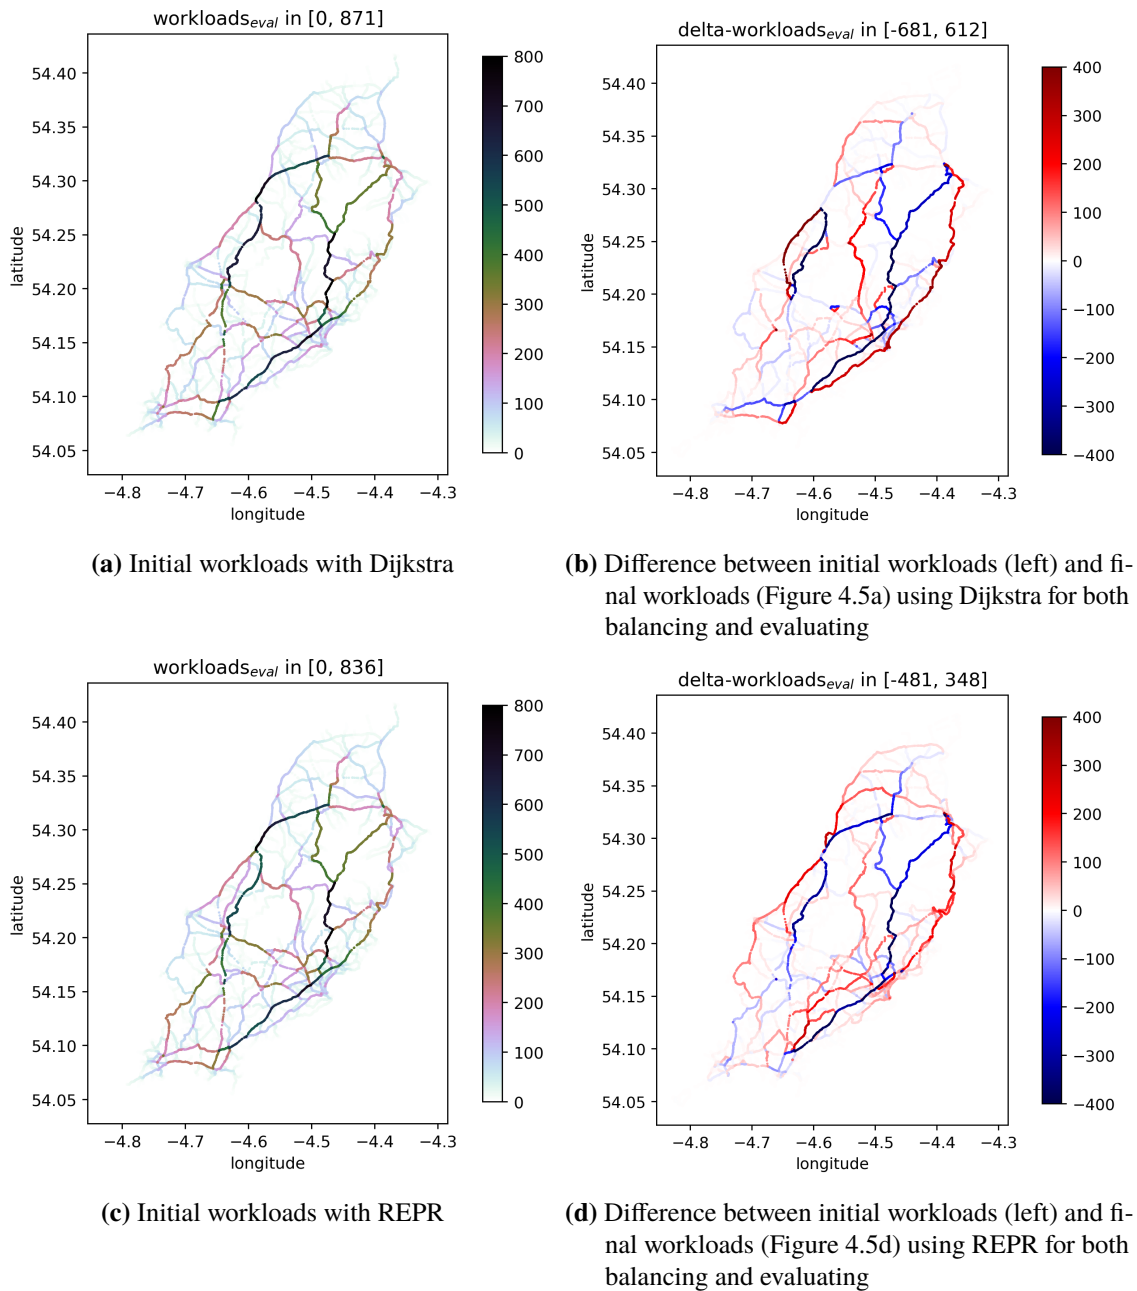 workloads_eval in [0, 871]
54.40
54.35
54.30
54.25
54.20
54.15
54.10
54.05
latitude
−4.8 −4.7 −4.6 −4.5 −4.4 −4.3
longitude
800
700
600
500
400
300
200
100
0
delta-workloads_eval in [-681, 612]
54.40
54.35
54.30
54.25
54.20
54.15
54.10
54.05
latitude
−4.8 −4.7 −4.6 −4.5 −4.4 −4.3
longitude
400
300
200
100
0
−100
−200
−300
−400
(a) Initial workloads with Dijkstra
(b) Difference between initial workloads (left) and fi-
nal workloads (Figure 4.5a) using Dijkstra for both
balancing and evaluating
workloads_eval in [0, 836]
54.40
54.35
54.30
54.25
54.20
54.15
54.10
54.05
latitude
−4.8 −4.7 −4.6 −4.5 −4.4 −4.3
longitude
800
700
600
500
400
300
200
100
0
delta-workloads_eval in [-481, 348]
54.40
54.35
54.30
54.25
54.20
54.15
54.10
54.05
latitude
−4.8 −4.7 −4.6 −4.5 −4.4 −4.3
longitude
400
300
200
100
0
−100
−200
−300
−400
(c) Initial workloads with REPR
(d) Difference between initial workloads (left) and fi-
nal workloads (Figure 4.5d) using REPR for both
balancing and evaluating